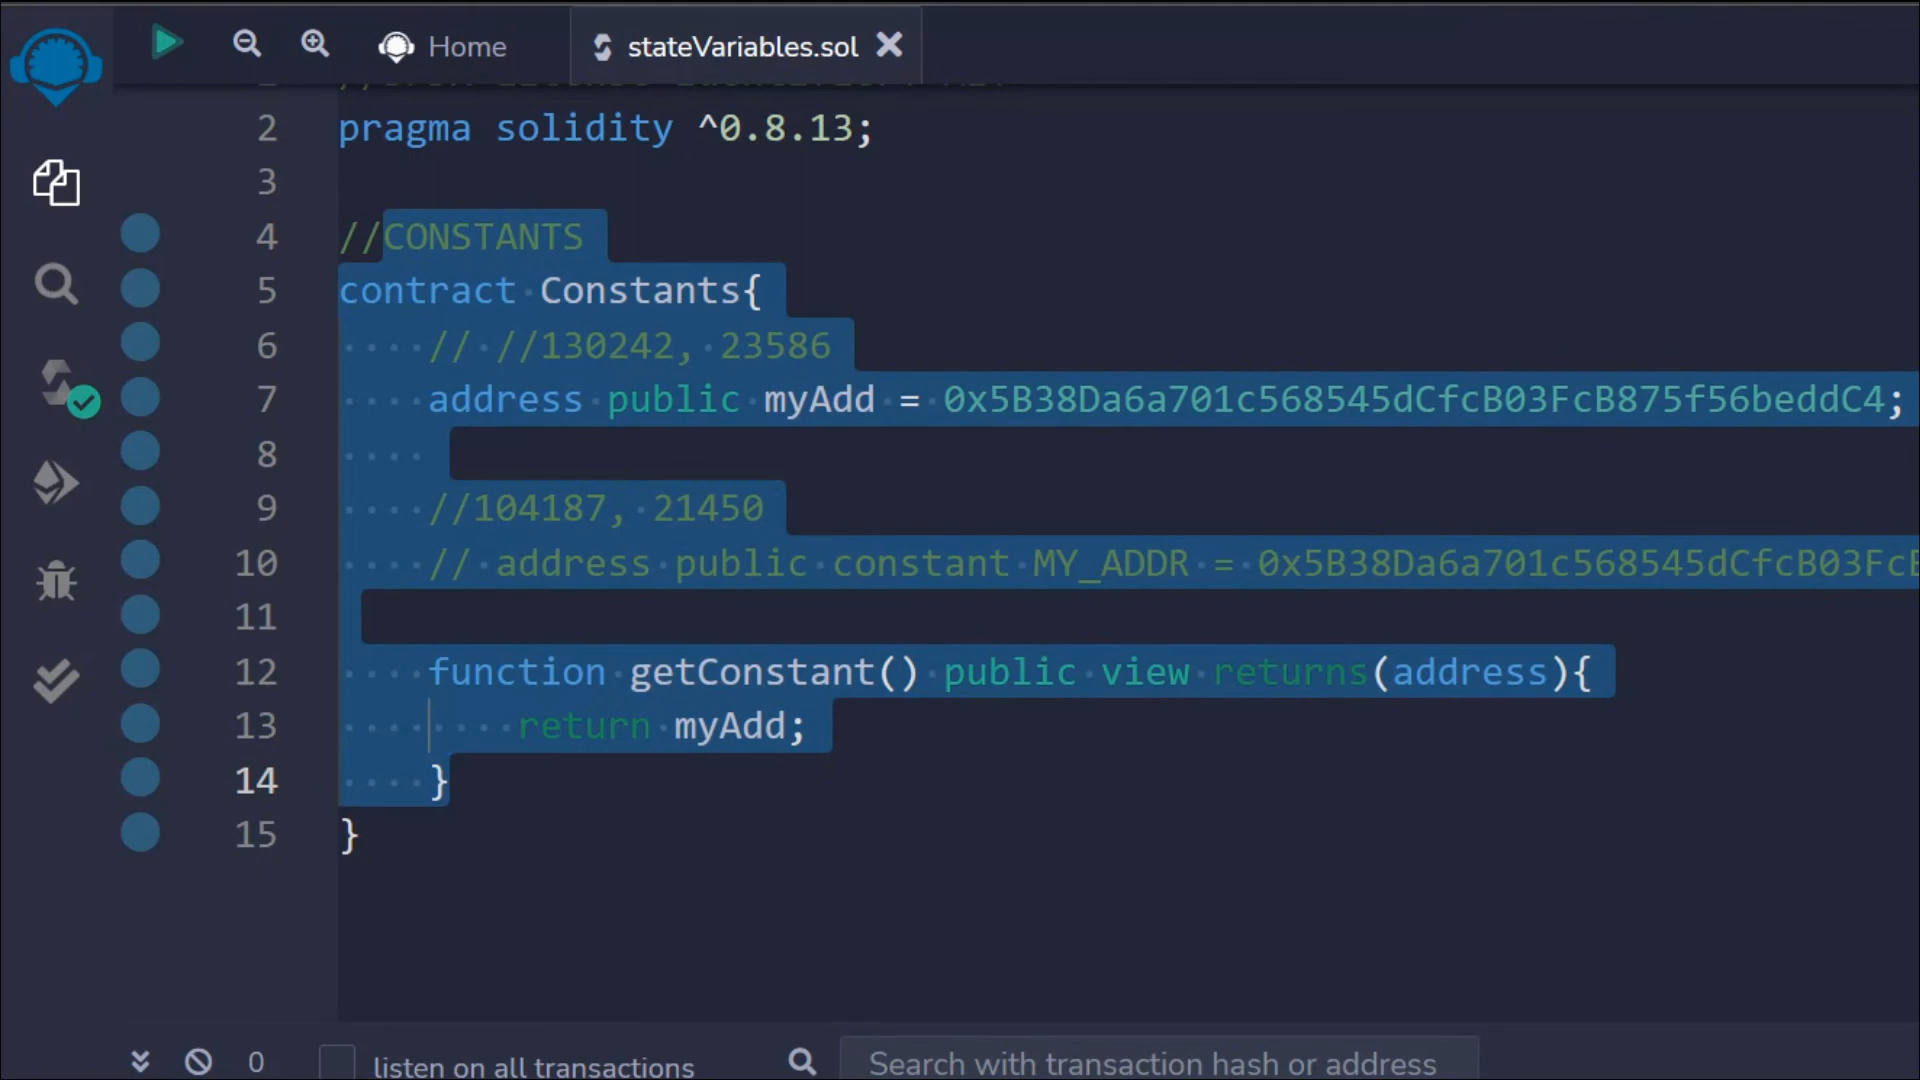 Home
stateVariables.sol
2 pragma solidity ^0.8.13;
3
4 //CONSTANTS
5 contract Constants{
6 // //130242, 23586
7 address public myAdd = 0x5B38Da6a701c568545dCfcB03FcB875f56beddC4;
8
9 //104187, 21450
10 // address public constant MY_ADDR = 0x5B38Da6a701c568545dCfcB03Fc
11
12 function getConstant() public view returns(address){
13 return myAdd;
14 }
15 }
0 listen on all transactions
Search with transaction hash or address